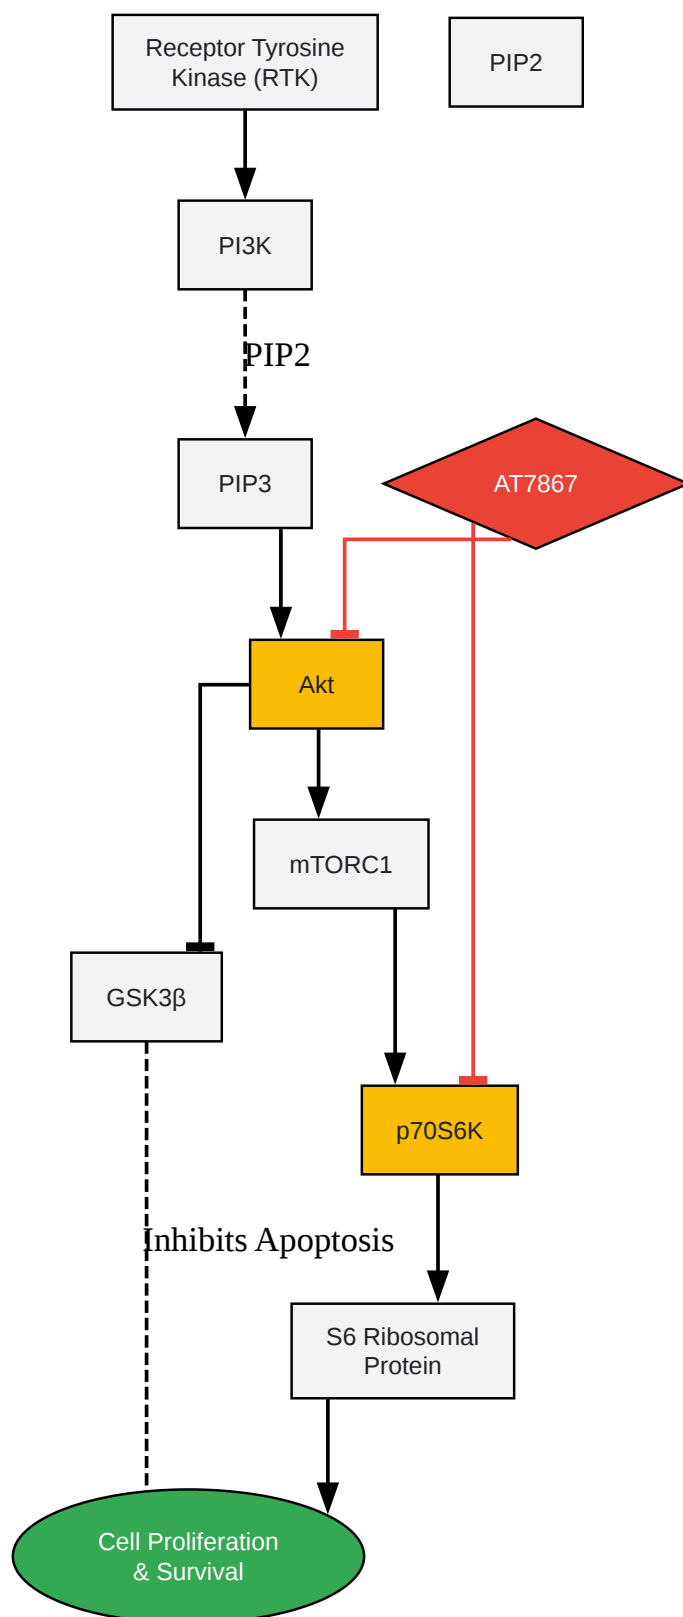 Receptor Tyrosine
Kinase (RTK)
PIP2
PI3K
PIP2
PIP3
AT7867
Akt
mTORC1
GSK3β
p70S6K
Inhibits Apoptosis
S6 Ribosomal
Protein
Cell Proliferation
& Survival